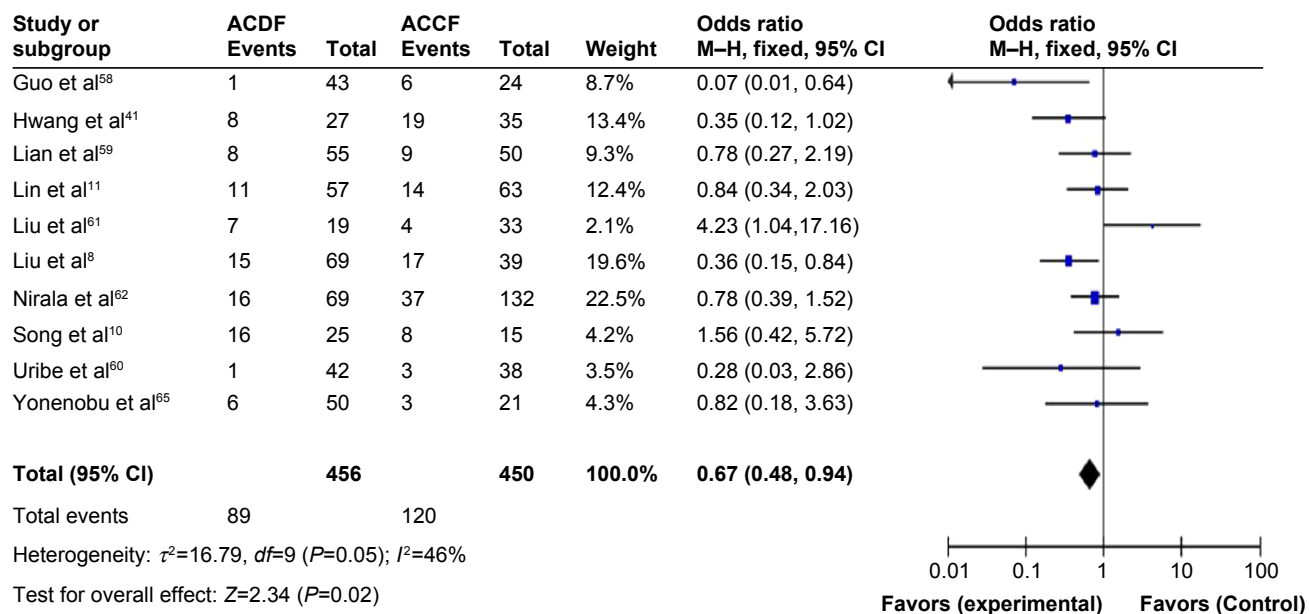 Study or ACDF ACCF Odds ratio Odds ratio
subgroup Events Total Events Total Weight M–H, fixed, 95% CI M–H, fixed, 95% CI
Guo et al58 1 43 6 24 8.7% 0.07 (0.01, 0.64)
Hwang et al41 8 27 19 35 13.4% 0.35 (0.12, 1.02)
Lian et al59 8 55 9 50 9.3% 0.78 (0.27, 2.19)
Lin et al11 11 57 14 63 12.4% 0.84 (0.34, 2.03)
Liu et al61 7 19 4 33 2.1% 4.23 (1.04,17.16)
Liu et al8 15 69 17 39 19.6% 0.36 (0.15, 0.84)
Nirala et al62 16 69 37 132 22.5% 0.78 (0.39, 1.52)
Song et al10 16 25 8 15 4.2% 1.56 (0.42, 5.72)
Uribe et al60 1 42 3 38 3.5% 0.28 (0.03, 2.86)
Yonenobu et al65 6 50 3 21 4.3% 0.82 (0.18, 3.63)
Total (95% CI) 456 450 100.0% 0.67 (0.48, 0.94)
Total events 89 120
Heterogeneity: τ²=16.79, df=9 (P=0.05); I²=46%
Test for overall effect: Z=2.34 (P=0.02)
0.01 0.1 1 10 100
Favors (experimental) Favors (Control)